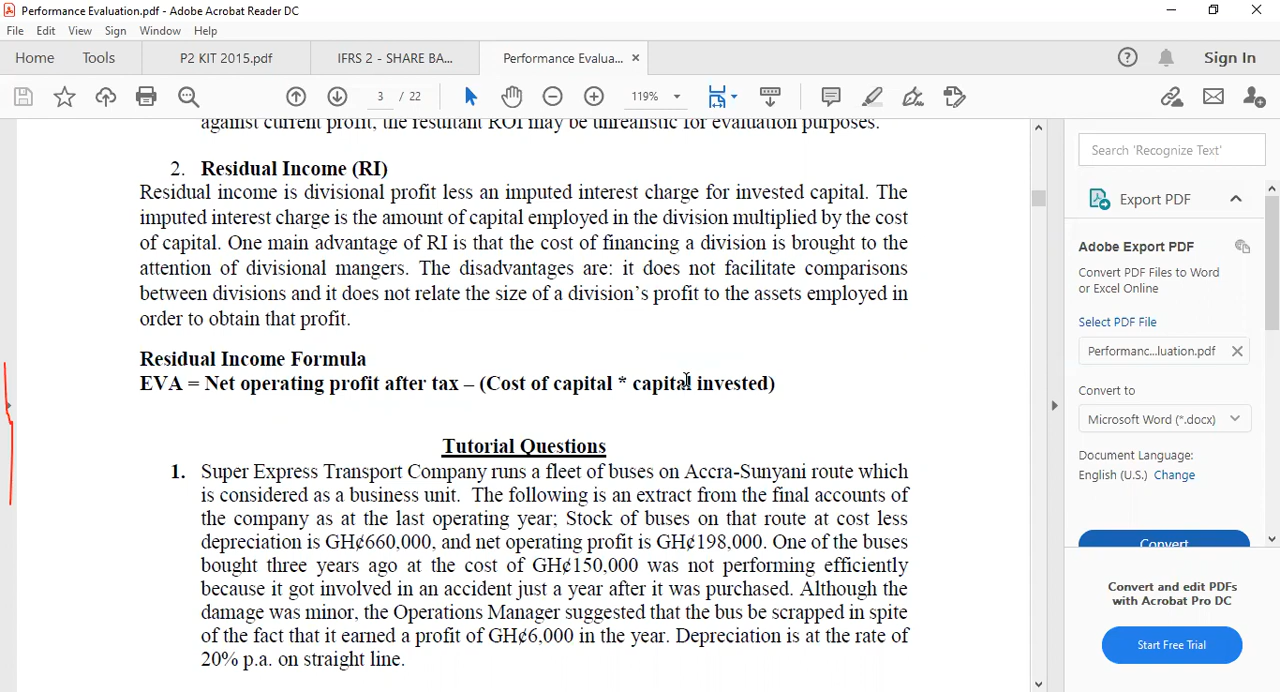 Performance Evaluation.pdf - Adobe Acrobat Reader DC
File Edit View Sign Window Help
Home Tools P2 KIT 2015.pdf IFRS 2 - SHARE BA... Performance Evalua... × Sign In
3 / 22 119%
against current profit, the resultant ROI may be unrealistic for evaluation purposes.
2. Residual Income (RI)
Residual income is divisional profit less an imputed interest charge for invested capital. The
imputed interest charge is the amount of capital employed in the division multiplied by the cost
of capital. One main advantage of RI is that the cost of financing a division is brought to the
attention of divisional mangers. The disadvantages are: it does not facilitate comparisons
between divisions and it does not relate the size of a division’s profit to the assets employed in
order to obtain that profit.
Residual Income Formula
EVA = Net operating profit after tax – (Cost of capital * capital invested)
Tutorial Questions
1. Super Express Transport Company runs a fleet of buses on Accra-Sunyani route which
is considered as a business unit. The following is an extract from the final accounts of
the company as at the last operating year; Stock of buses on that route at cost less
depreciation is GH¢660,000, and net operating profit is GH¢198,000. One of the buses
bought three years ago at the cost of GH¢150,000 was not performing efficiently
because it got involved in an accident just a year after it was purchased. Although the
damage was minor, the Operations Manager suggested that the bus be scrapped in spite
of the fact that it earned a profit of GH¢6,000 in the year. Depreciation is at the rate of
20% p.a. on straight line.
Search 'Recognize Text'
Export PDF
Adobe Export PDF
Convert PDF Files to Word
or Excel Online
Select PDF File
Performanc...luation.pdf
Convert to
Microsoft Word (*.docx)
Document Language:
English (U.S.) Change
Convert
Convert and edit PDFs
with Acrobat Pro DC
Start Free Trial